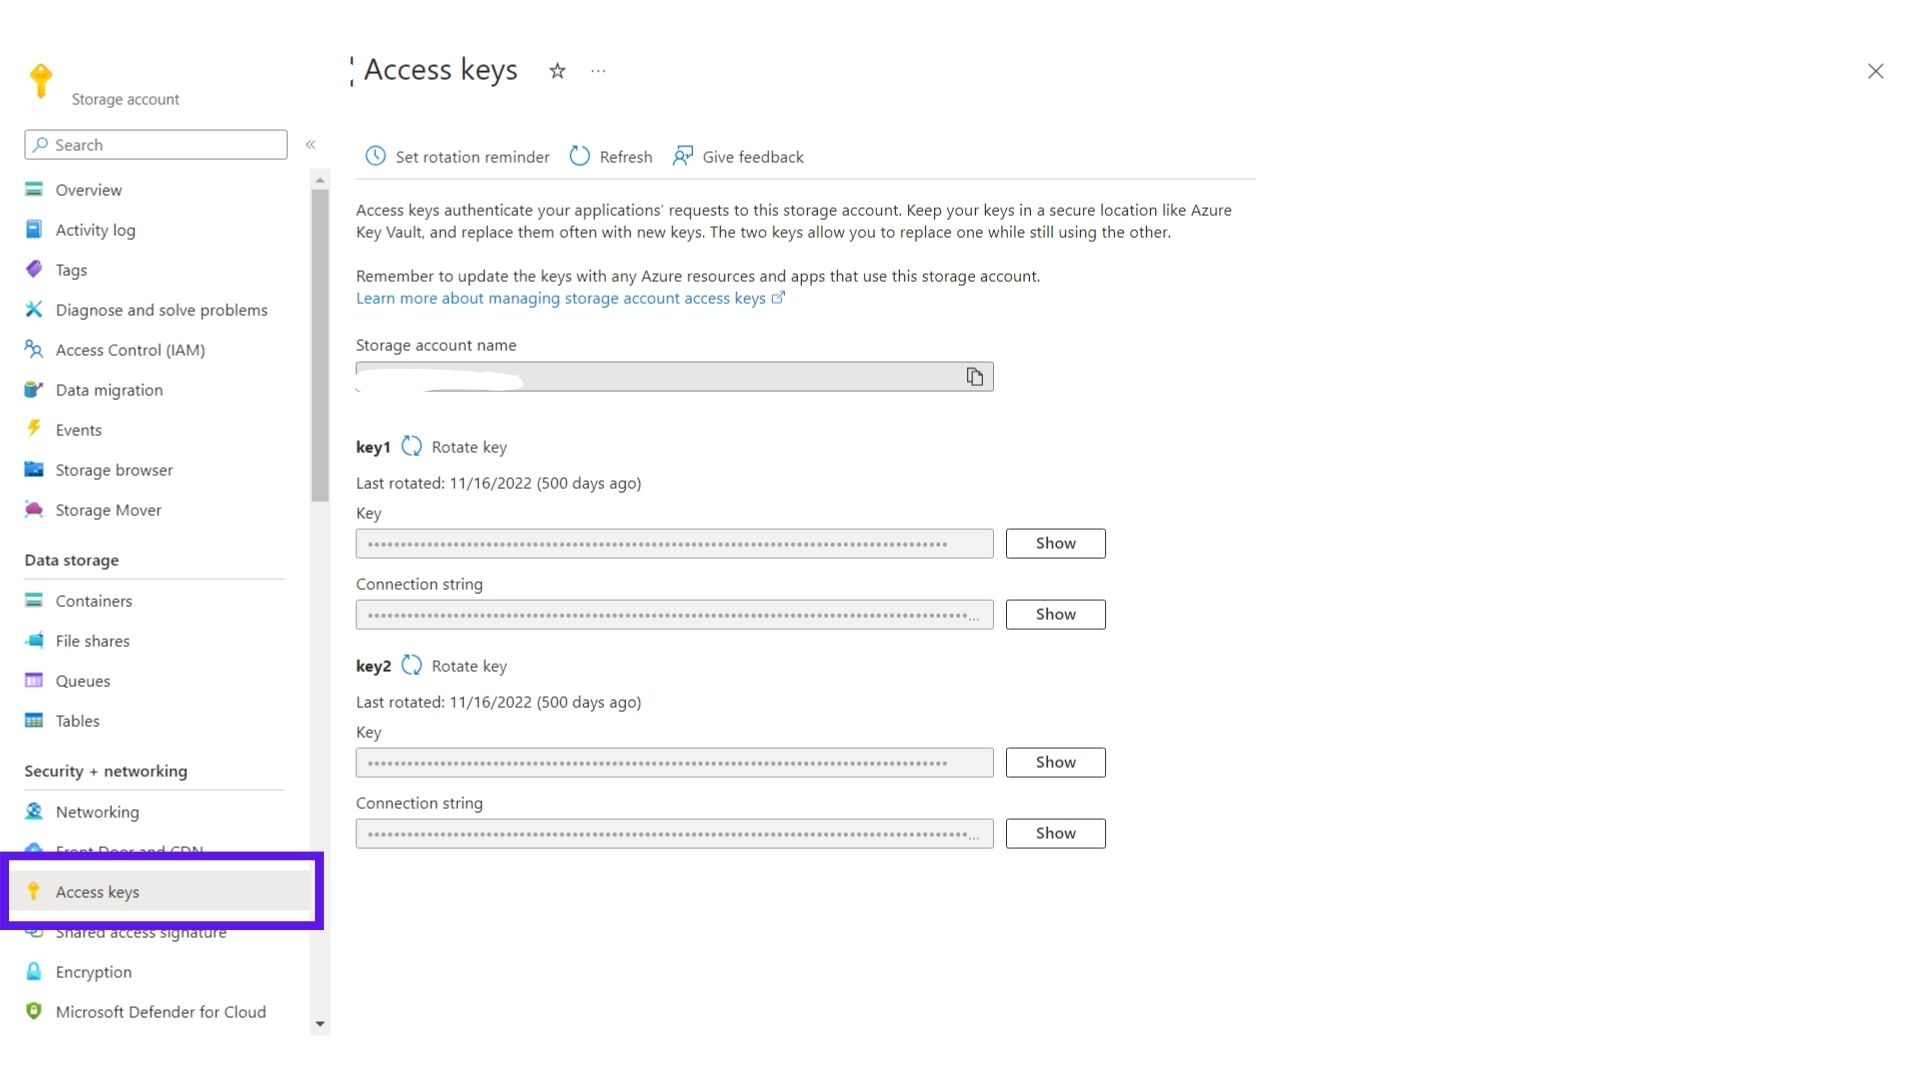 Access keys
...
Storage account
Search
«
Overview
Activity log
Tags
Diagnose and solve problems
Access Control (IAM)
Data migration
Events
Storage browser
Storage Mover
Data storage
Containers
File shares
Queues
Tables
Security + networking
Networking
Front Door and CDN
Access keys
Shared access signature
Encryption
Microsoft Defender for Cloud
Set rotation reminder
Refresh
Give feedback
Access keys authenticate your applications' requests to this storage account. Keep your keys in a secure location like Azure
Key Vault, and replace them often with new keys. The two keys allow you to replace one while still using the other.
Remember to update the keys with any Azure resources and apps that use this storage account.
Learn more about managing storage account access keys
Storage account name
key1 Rotate key
Last rotated: 11/16/2022 (500 days ago)
Key
Show
Connection string
Show
key2 Rotate key
Last rotated: 11/16/2022 (500 days ago)
Key
Show
Connection string
Show